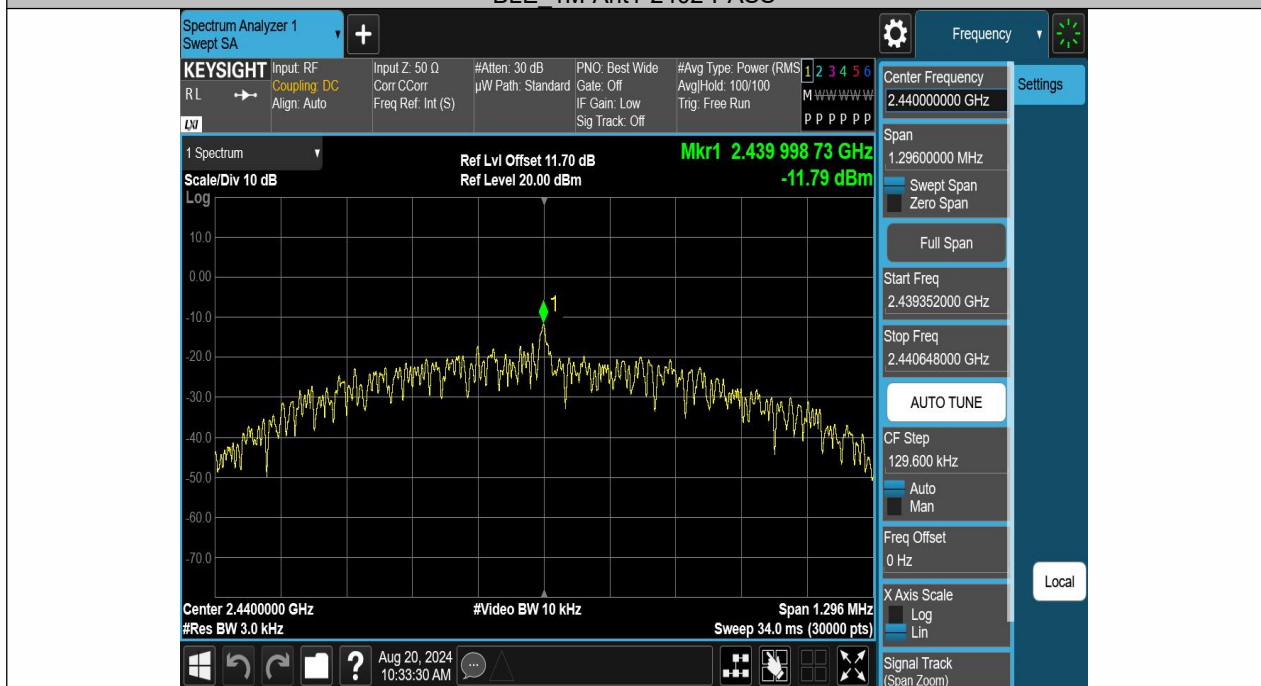 Spectrum Analyzer 1
Swept SA
Frequency
KEYSIGHT
RL
LXI
Input: RF
Coupling: DC
Align: Auto
Input Z: 50 Ω
Corr CCorr
Freq Ref: Int (S)
#Atten: 30 dB
µW Path: Standard
PNO: Best Wide
Gate: Off
IF Gain: Low
Sig Track: Off
#Avg Type: Power (RMS
Avg|Hold: 100/100
Trig: Free Run
1 2 3 4 5 6
M W W W W W
P P P P P P
1 Spectrum
Scale/Div 10 dB
Ref Lvl Offset 11.70 dB
Ref Level 20.00 dBm
Mkr1 2.439 998 73 GHz
-11.79 dBm
Log
10.0
0.00
-10.0
-20.0
-30.0
-40.0
-50.0
-60.0
-70.0
1
Center 2.4400000 GHz
#Res BW 3.0 kHz
#Video BW 10 kHz
Span 1.296 MHz
Sweep 34.0 ms (30000 pts)
Center Frequency
2.440000000 GHz
Settings
Span
1.29600000 MHz
Swept Span
Zero Span
Full Span
Start Freq
2.439352000 GHz
Stop Freq
2.440648000 GHz
AUTO TUNE
CF Step
129.600 kHz
Auto
Man
Freq Offset
0 Hz
Local
X Axis Scale
Log
Lin
Signal Track
(Span Zoom)
?
Aug 20, 2024
10:33:30 AM